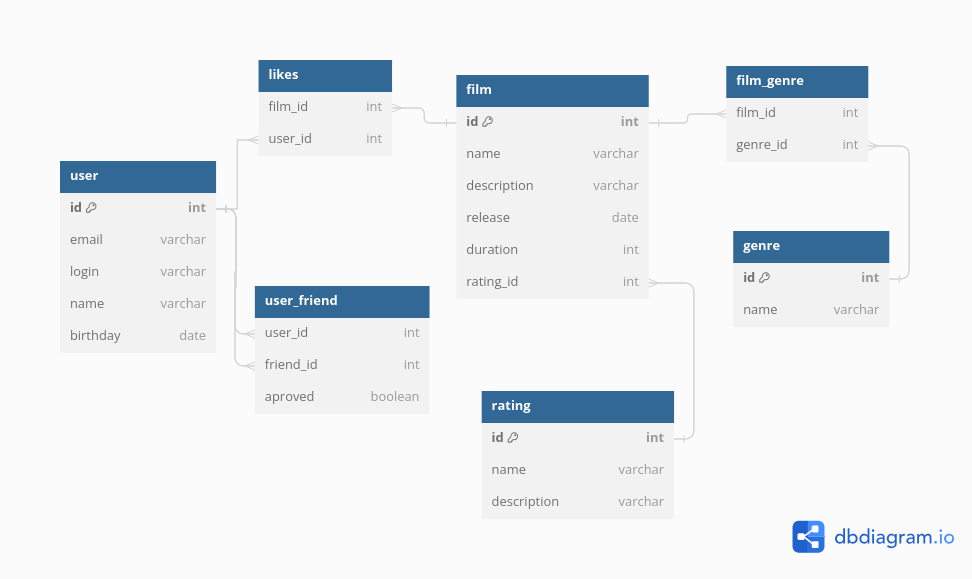 likes
film_id int
user_id int
film
id int
name varchar
description varchar
release date
duration int
rating_id int
film_genre
film_id int
genre_id int
user
id int
email varchar
login varchar
name varchar
birthday date
genre
id int
name varchar
user_friend
user_id int
friend_id int
aproved boolean
rating
id int
name varchar
description varchar
dbdiagram.io